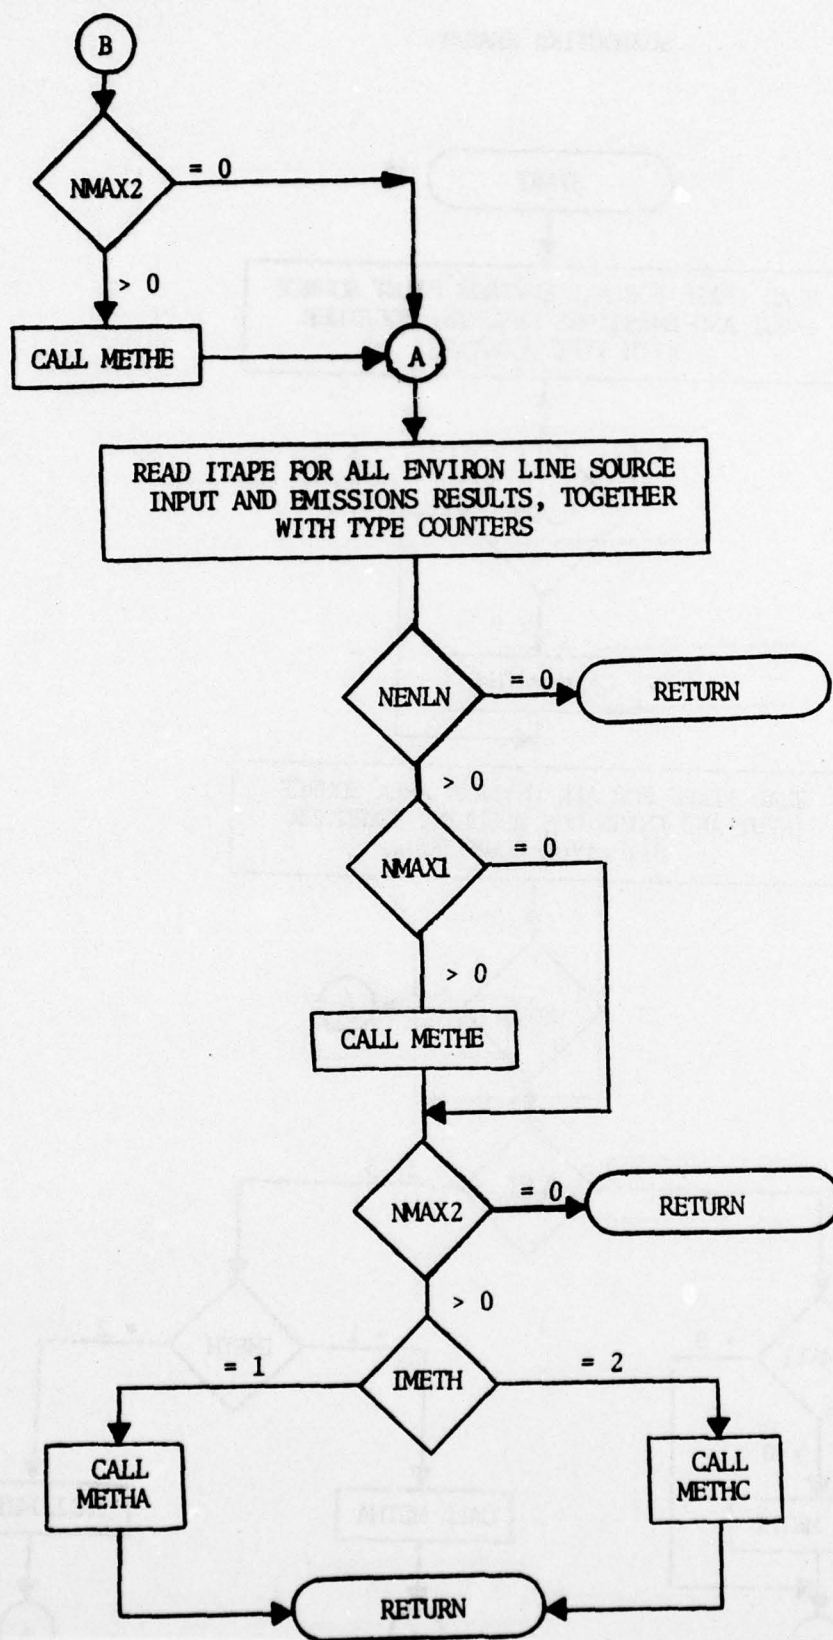 B
NMAX2
= 0
> 0
CALL METHE
A
READ ITAPE FOR ALL ENVIRON LINE SOURCE
INPUT AND EMISSIONS RESULTS, TOGETHER
WITH TYPE COUNTERS
NENLN
= 0
RETURN
> 0
NMAX1
= 0
> 0
CALL METHE
NMAX2
= 0
RETURN
> 0
IMETH
= 1
= 2
CALL
METHA
CALL
METHC
RETURN